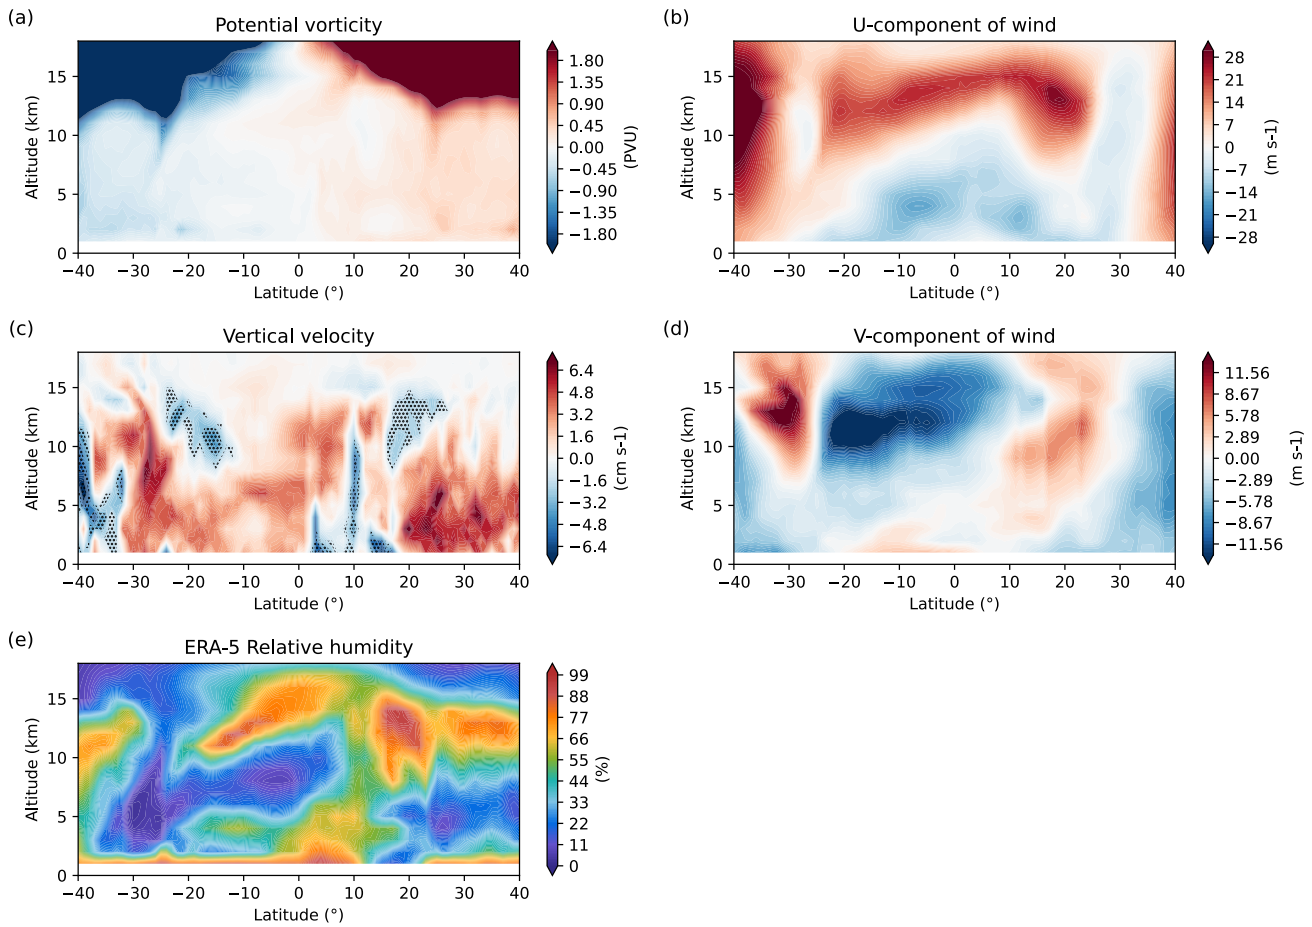 (a)
Potential vorticity
15
10
5
0
Altitude (km)
−40 −30 −20 −10 0 10 20 30 40
Latitude (°)
1.80
1.35
0.90
0.45
0.00
−0.45
−0.90
−1.35
−1.80
(PVU)
(b)
U-component of wind
15
10
5
0
Altitude (km)
−40 −30 −20 −10 0 10 20 30 40
Latitude (°)
28
21
14
7
0
−7
−14
−21
−28
(m s-1)
(c)
Vertical velocity
15
10
5
0
Altitude (km)
−40 −30 −20 −10 0 10 20 30 40
Latitude (°)
6.4
4.8
3.2
1.6
0.0
−1.6
−3.2
−4.8
−6.4
(cm s-1)
(d)
V-component of wind
15
10
5
0
Altitude (km)
−40 −30 −20 −10 0 10 20 30 40
Latitude (°)
11.56
8.67
5.78
2.89
0.00
−2.89
−5.78
−8.67
−11.56
(m s-1)
(e)
ERA-5 Relative humidity
15
10
5
0
Altitude (km)
−40 −30 −20 −10 0 10 20 30 40
Latitude (°)
99
88
77
66
55
44
33
22
11
0
(%)